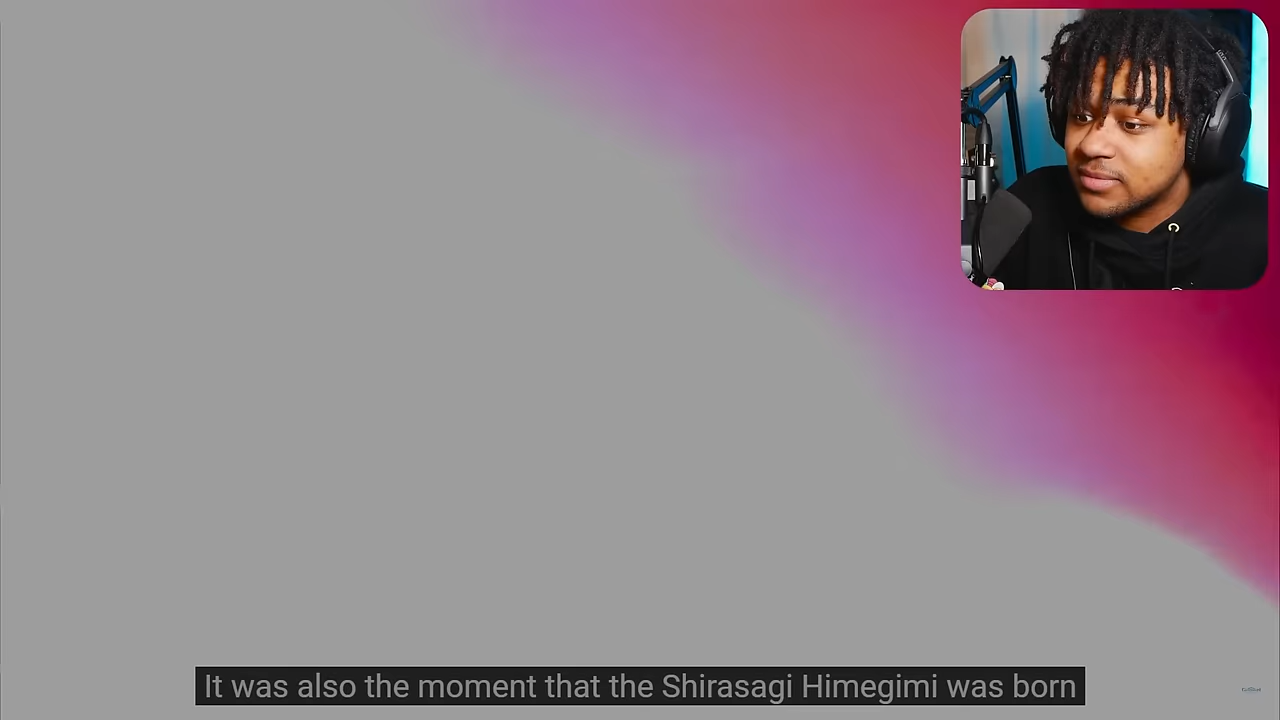 It was also the moment that the Shirasagi Himegimi was born